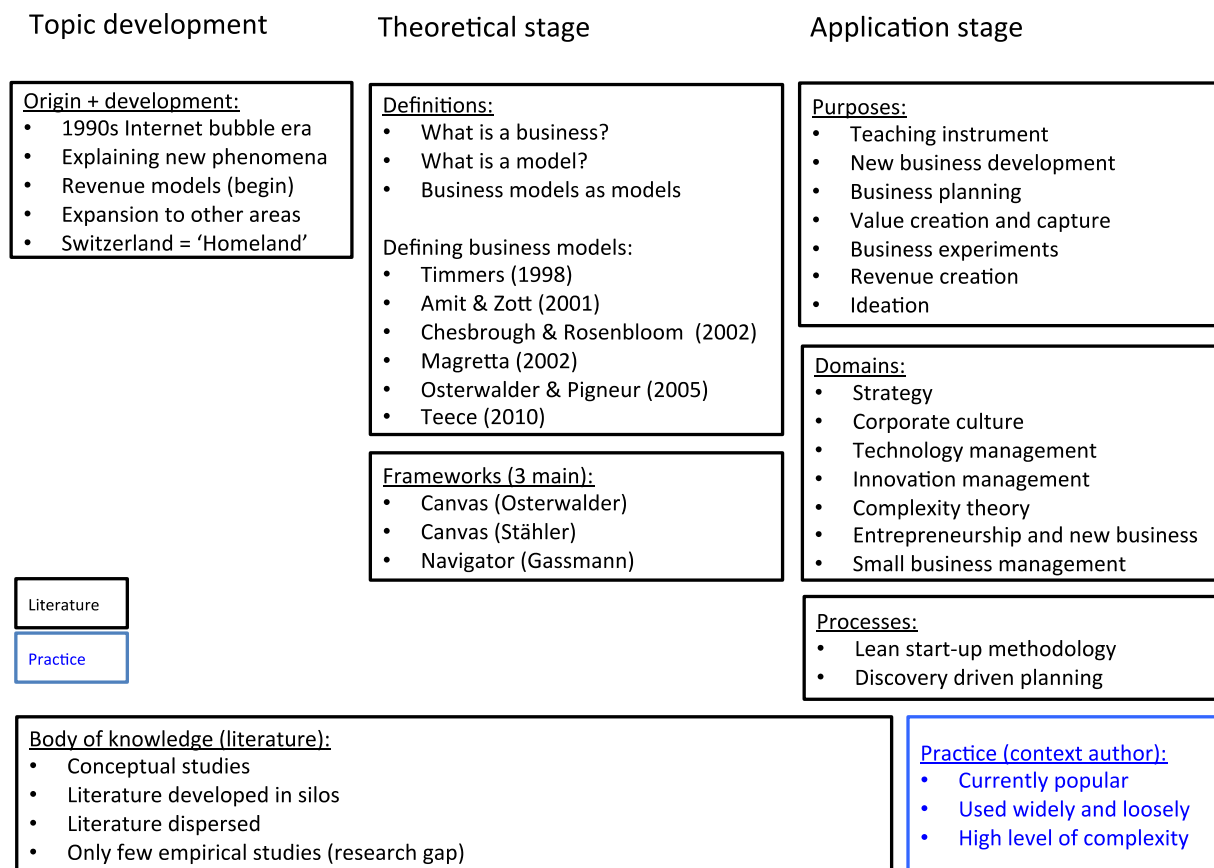 Topic development
Theoretical stage
Application stage
Origin + development:
• 1990s Internet bubble era
• Explaining new phenomena
• Revenue models (begin)
• Expansion to other areas
• Switzerland = ‘Homeland’
Definitions:
• What is a business?
• What is a model?
• Business models as models
Defining business models:
• Timmers (1998)
• Amit & Zott (2001)
• Chesbrough & Rosenbloom (2002)
• Magretta (2002)
• Osterwalder & Pigneur (2005)
• Teece (2010)
Frameworks (3 main):
• Canvas (Osterwalder)
• Canvas (Stähler)
• Navigator (Gassmann)
Purposes:
• Teaching instrument
• New business development
• Business planning
• Value creation and capture
• Business experiments
• Revenue creation
• Ideation
Domains:
• Strategy
• Corporate culture
• Technology management
• Innovation management
• Complexity theory
• Entrepreneurship and new business
• Small business management
Processes:
• Lean start-up methodology
• Discovery driven planning
Literature
Practice
Body of knowledge (literature):
• Conceptual studies
• Literature developed in silos
• Literature dispersed
• Only few empirical studies (research gap)
Practice (context author):
• Currently popular
• Used widely and loosely
• High level of complexity